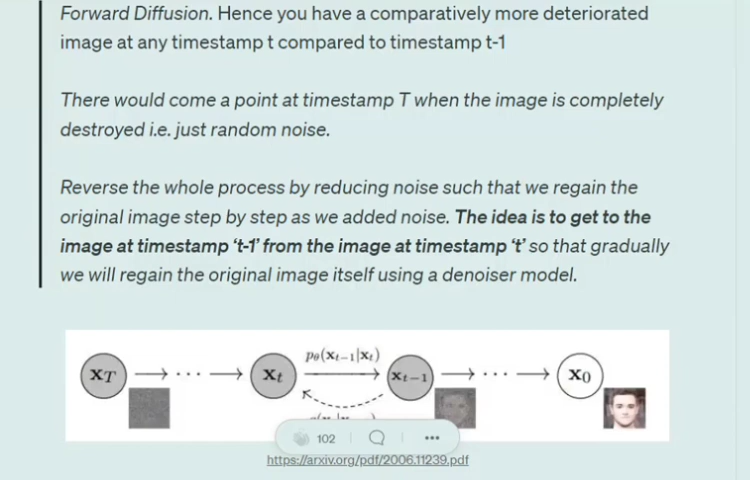 Forward Diffusion. Hence you have a comparatively more deteriorated
image at any timestamp t compared to timestamp t-1
There would come a point at timestamp T when the image is completely
destroyed i.e. just random noise.
Reverse the whole process by reducing noise such that we regain the
original image step by step as we added noise. The idea is to get to the
image at timestamp ‘t-1’ from the image at timestamp ‘t’ so that gradually
we will regain the original image itself using a denoiser model.
pθ(xt−1|xt)
xT → ··· → xt → xt−1 → ··· → x0
102
https://arxiv.org/pdf/2006.11239.pdf